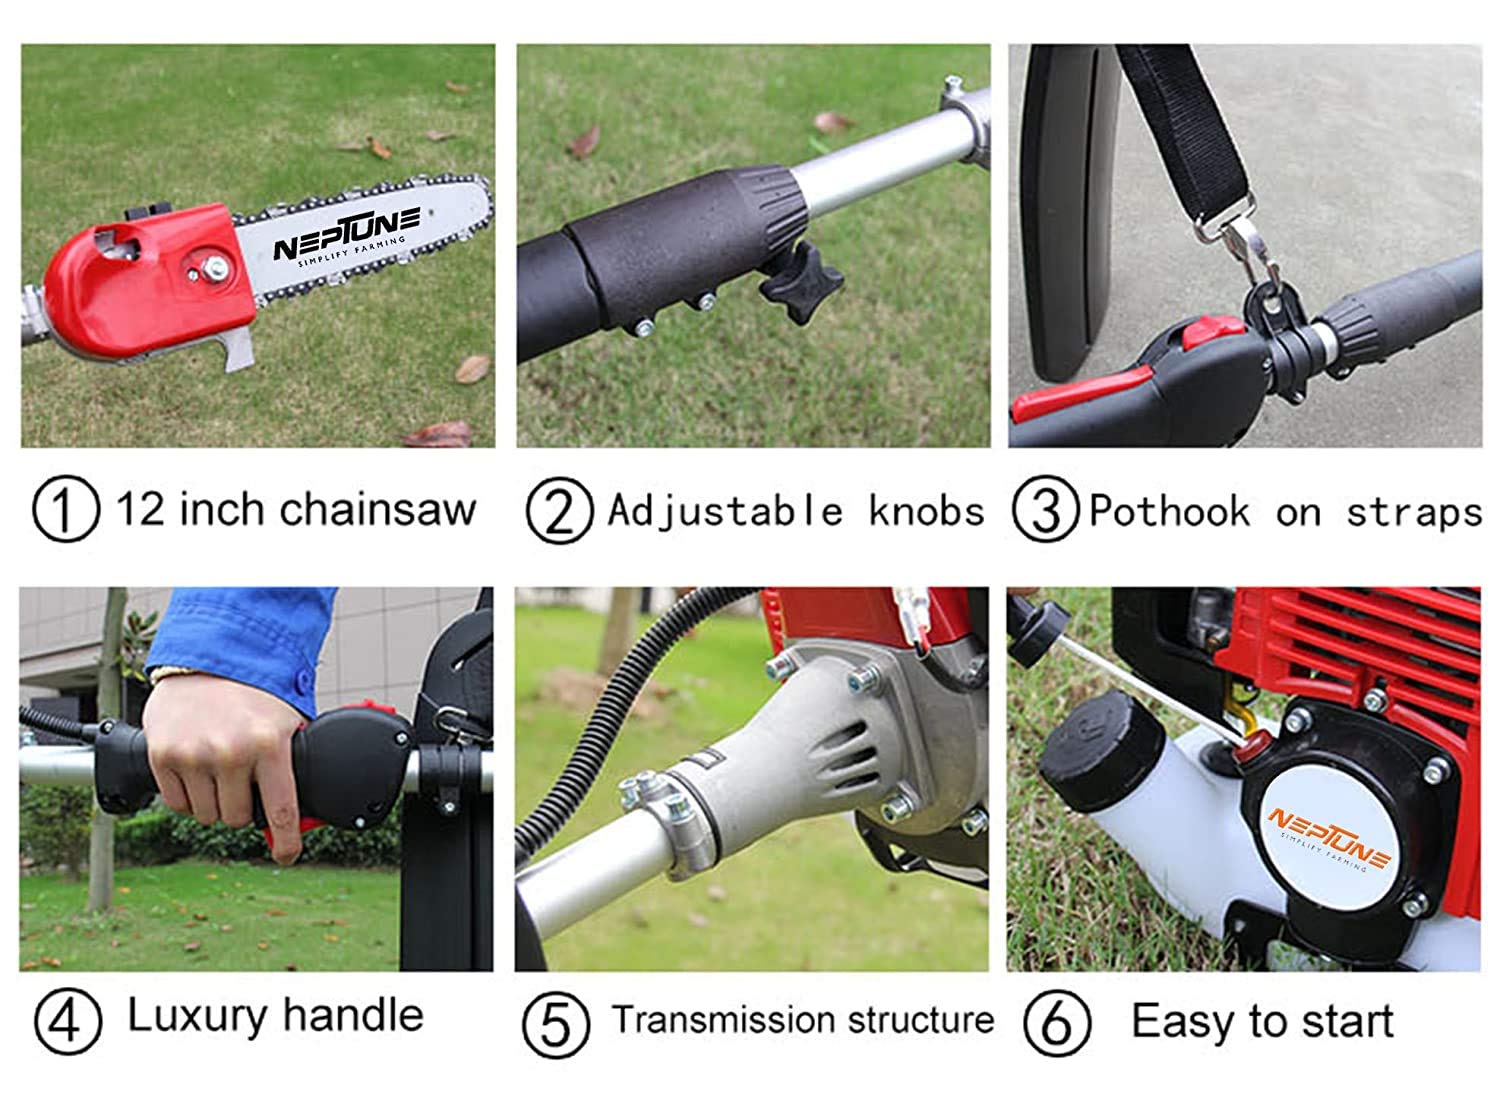 NEPTUNE
SIMPLIFY FARMING
1 12 inch chainsaw
2 Adjustable knobs
3 Pothook on straps
4 Luxury handle
5 Transmission structure
6 Easy to start
NEPTUNE
SIMPLIFY FARMING